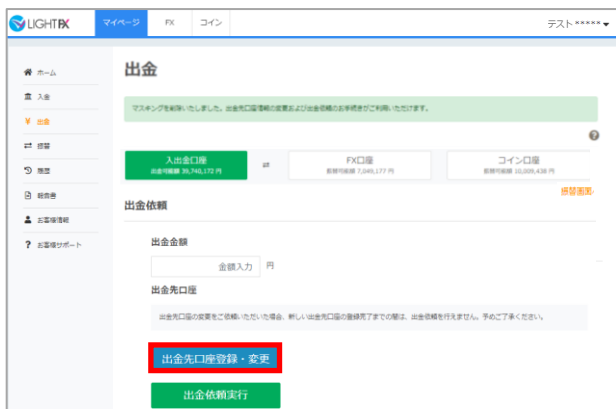 LIGHT FX
マイページ
FX
コイン
テスト*****
ホーム
入金
出金
振替
履歴
報告書
お客様情報
お客様サポート
出金
マスキングを解除いたしました。出金先口座情報の変更および出金依頼のお手続きがご利用いただけます。
入出金口座
出金可能額 39,740,172 円
FX口座
振替可能額 7,049,177 円
コイン口座
振替可能額 10,009,438 円
振替画面
出金依頼
出金金額
金額入力 円
出金先口座
出金先口座の変更をご依頼いただいた場合、新しい出金先口座の登録完了までの間は、出金依頼を行えません。予めご了承ください。
出金先口座登録・変更
出金依頼実行